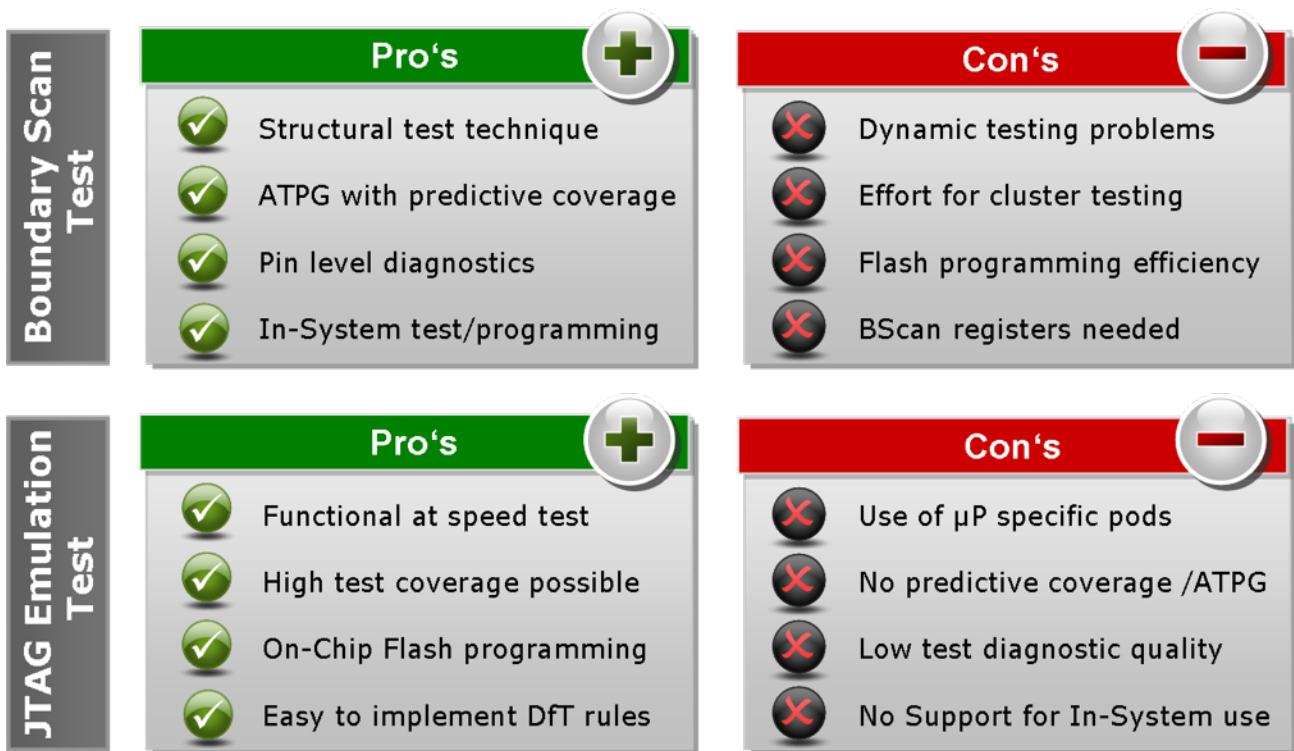 Boundary Scan
Test
Pro‘s
Structural test technique
ATPG with predictive coverage
Pin level diagnostics
In-System test/programming
Con‘s
Dynamic testing problems
Effort for cluster testing
Flash programming efficiency
BScan registers needed
JTAG Emulation
Test
Pro‘s
Functional at speed test
High test coverage possible
On-Chip Flash programming
Easy to implement DfT rules
Con‘s
Use of µP specific pods
No predictive coverage /ATPG
Low test diagnostic quality
No Support for In-System use